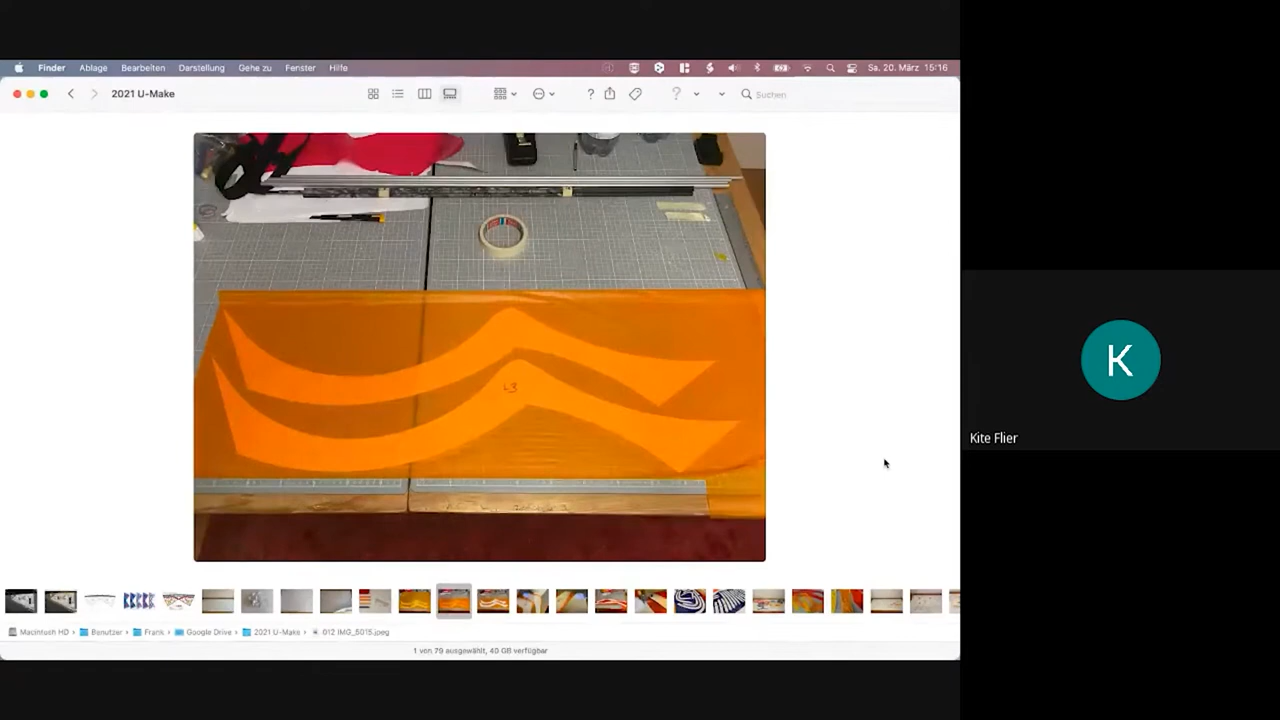 Finder Ablage Bearbeiten Darstellung Gehe zu Fenster Hilfe Sa. 20. März 15:16
2021 U-Make
Suchen
L3
K
Kite Flier
Macintosh HD › Benutzer › Frank › Google Drive › 2021 U-Make › 012 IMG_5015.jpeg
1 von 79 ausgewählt, 40 GB verfügbar